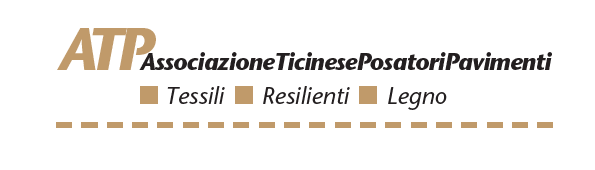 ATP AssociazioneTicinesePosatoriPavimenti
Tessili Resilienti Legno